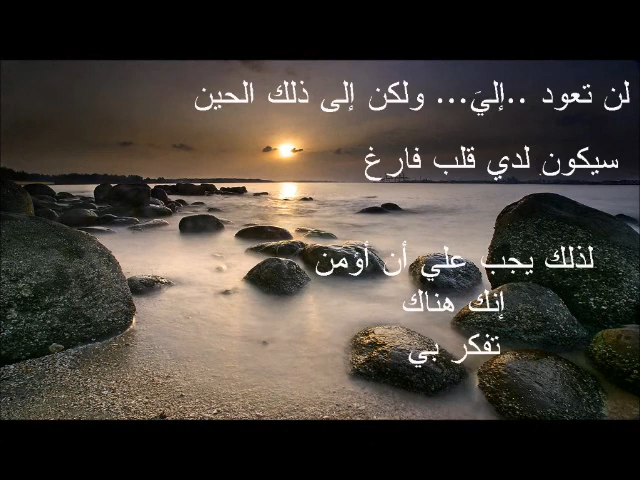 لن تعود ..إليَ... ولكن إلى ذلك الحين
سيكون لدي قلب فارغ
لذلك يجب علي أن أؤمن
إنك هناك
تفكر بي